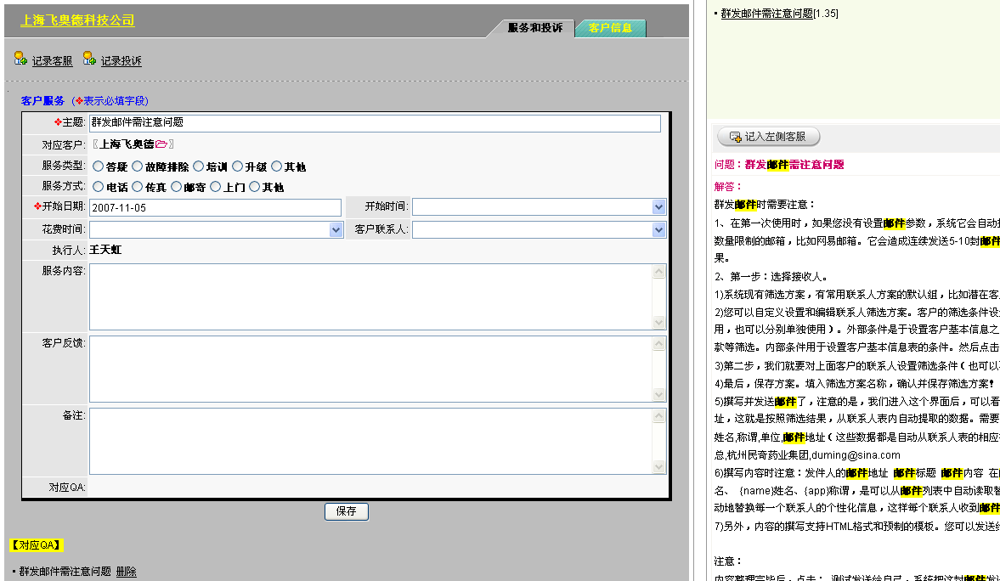 上海飞奥德科技公司
服务和投诉 客户信息
记录客服 记录投诉
客户服务 (❖表示必填字段)
❖主题: 群发邮件需注意问题
对应客户: 〖上海飞奥德〗
服务类型: 答疑 故障排除 培训 升级 其他
服务方式: 电话 传真 邮寄 上门 其他
❖开始日期: 2007-11-05 开始时间:
花费时间: 客户联系人:
执行人: 王天虹
服务内容:
客户反馈:
备注:
对应QA:
保存
【对应QA】
• 群发邮件需注意问题 删除
• 群发邮件需注意问题[1.35]
记入左侧客服
问题：群发邮件需注意问题
解答：
群发邮件时需要注意：
1、在第一次使用时，如果您没有设置邮件参数，系统它会自动
数量限制的邮箱，比如网易邮箱。它会造成连续发送5-10封邮件
果。
2、第一步：选择接收人。
1)系统现有筛选方案，有常用联系人方案的默认组，比如潜在客
2)您可以自定义设置和编辑联系人筛选方案。客户的筛选条件设
用，也可以分别单独使用）。外部条件是于设置客户基本信息之
款等筛选。内部条件用于设置客户基本信息表的条件。然后点击
3)第二步，我们就要对上面客户的联系人设置筛选条件（也可以
4)最后，保存方案。填入筛选方案名称，确认并保存筛选方案！
5)撰写并发送邮件了，注意的是，我们进入这个界面后，可以看
址，这就是按照筛选结果，从联系人表内自动提取的数据。需要
姓名,称谓,单位,邮件地址（这些数据都是自动从联系人表的相应
总,杭州民奇药业集团,duming@sina.com
6)撰写内容时注意：发件人的邮件地址 邮件标题 邮件内容 在
名、 {name}姓名、{app}称谓，是可以从邮件列表中自动读取
动地替换每一个联系人的个性化信息，这样每个联系人收到邮件
7)另外，内容的撰写支持HTML格式和预制的模板。您可以发送
注意：
内容整理完毕后，点击： 测试发送给自己，系统把这封邮件发